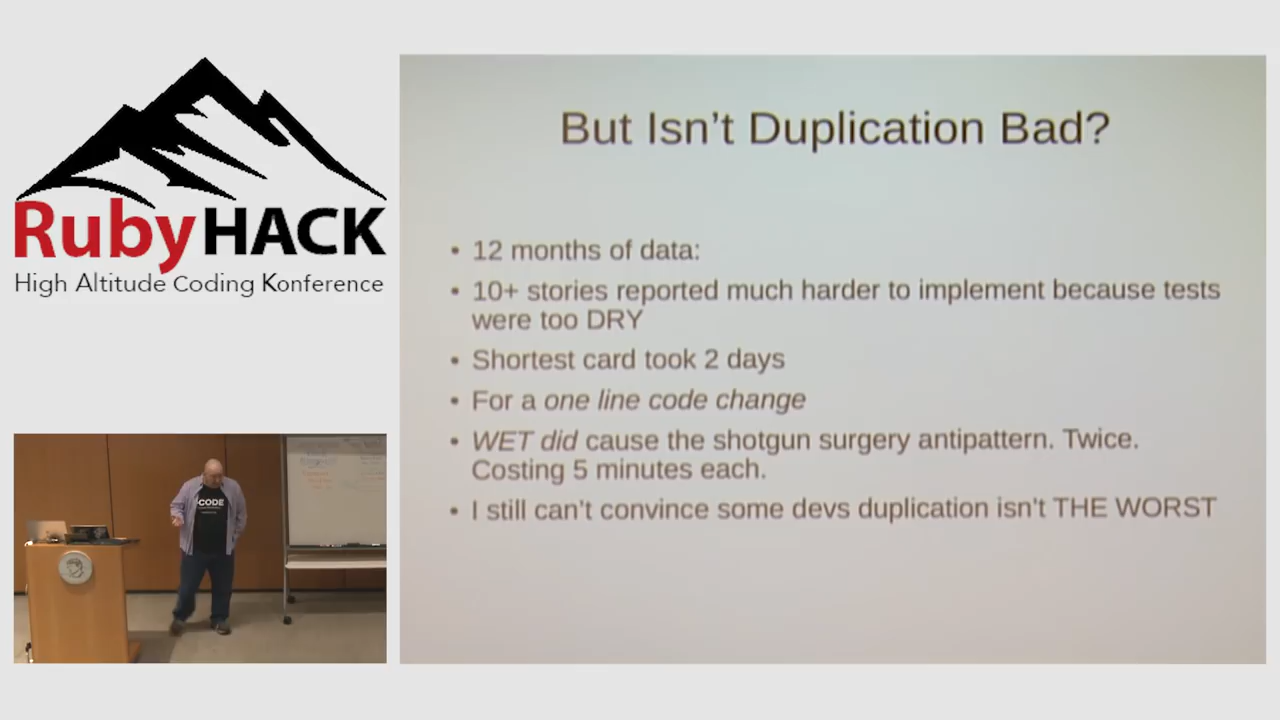 RubyHACK
High Altitude Coding Konference
But Isn't Duplication Bad?
• 12 months of data:
• 10+ stories reported much harder to implement because tests
were too DRY
• Shortest card took 2 days
• For a one line code change
• WET did cause the shotgun surgery antipattern. Twice.
Costing 5 minutes each.
• I still can't convince some devs duplication isn't THE WORST
CODE